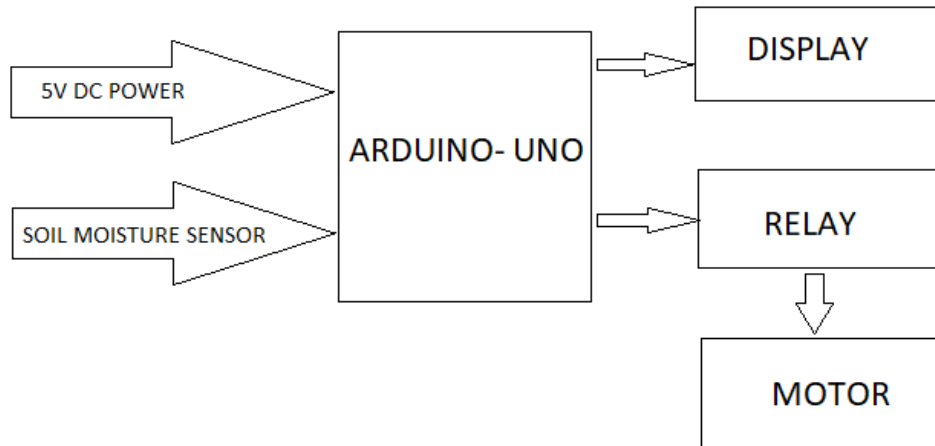 5V DC POWER
SOIL MOISTURE SENSOR
ARDUINO- UNO
DISPLAY
RELAY
MOTOR